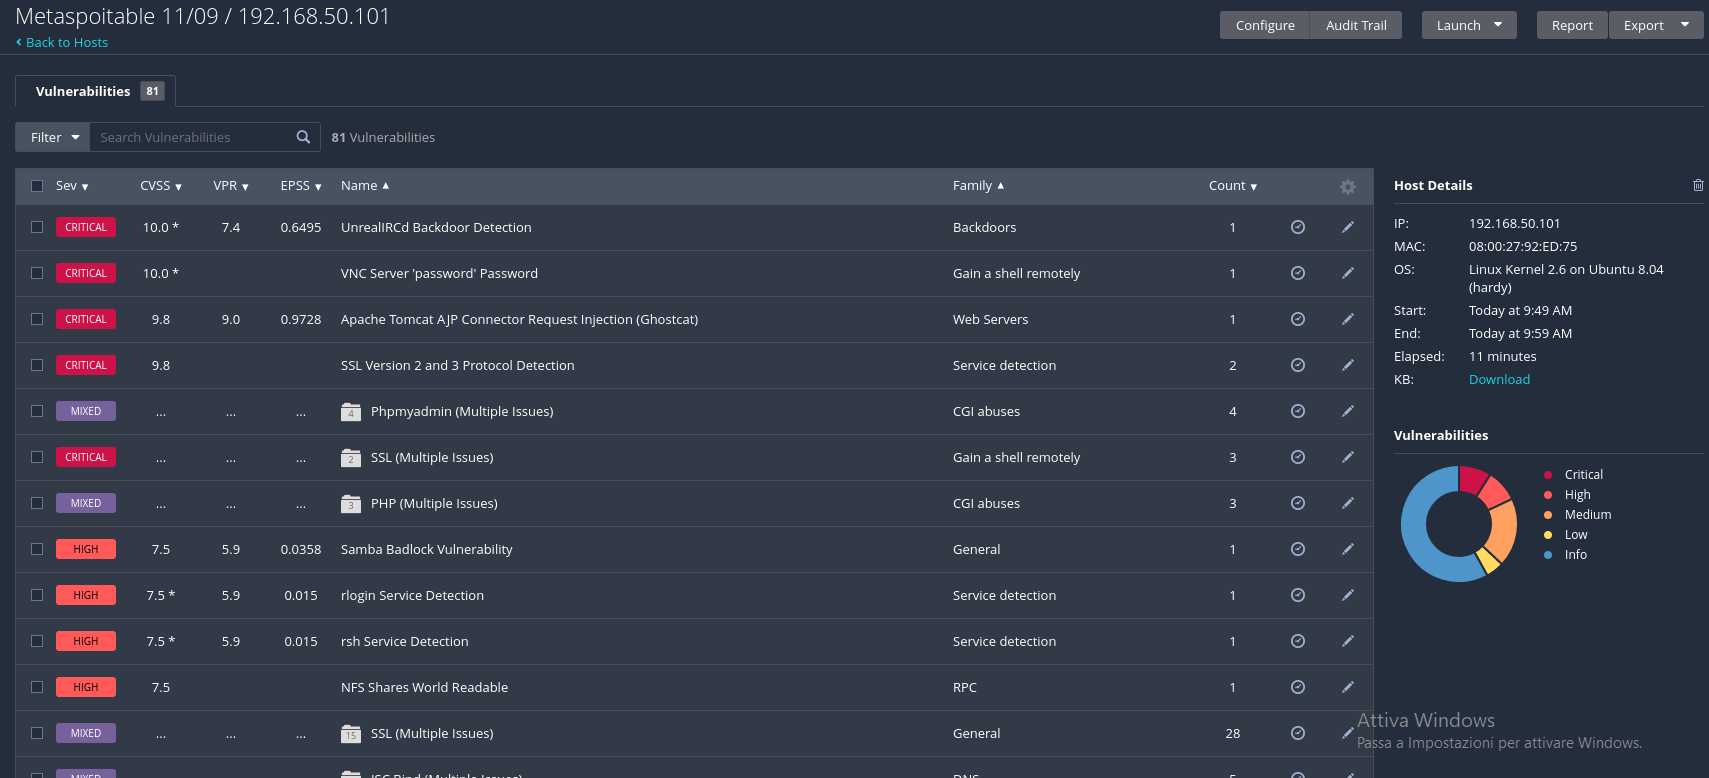 Metaspoitable 11/09 / 192.168.50.101
Back to Hosts
Configure Audit Trail Launch Report Export
Vulnerabilities 81
Filter Search Vulnerabilities 81 Vulnerabilities
Sev CVSS VPR EPSS Name Family Count
CRITICAL 10.0 * 7.4 0.6495 UnrealIRCd Backdoor Detection Backdoors 1
CRITICAL 10.0 * VNC Server 'password' Password Gain a shell remotely 1
CRITICAL 9.8 9.0 0.9728 Apache Tomcat AJP Connector Request Injection (Ghostcat) Web Servers 1
CRITICAL 9.8 SSL Version 2 and 3 Protocol Detection Service detection 2
MIXED ... ... ... 4 Phpmyadmin (Multiple Issues) CGI abuses 4
CRITICAL ... ... ... 2 SSL (Multiple Issues) Gain a shell remotely 3
MIXED ... ... ... 3 PHP (Multiple Issues) CGI abuses 3
HIGH 7.5 5.9 0.0358 Samba Badlock Vulnerability General 1
HIGH 7.5 * 5.9 0.015 rlogin Service Detection Service detection 1
HIGH 7.5 * 5.9 0.015 rsh Service Detection Service detection 1
HIGH 7.5 NFS Shares World Readable RPC 1
MIXED ... ... ... 15 SSL (Multiple Issues) General 28
MIXED ISC Bind (Multiple Issues) DNS 5
Host Details
IP: 192.168.50.101
MAC: 08:00:27:92:ED:75
OS: Linux Kernel 2.6 on Ubuntu 8.04
(hardy)
Start: Today at 9:49 AM
End: Today at 9:59 AM
Elapsed: 11 minutes
KB: Download
Vulnerabilities
Critical
High
Medium
Low
Info
Attiva Windows
Passa a Impostazioni per attivare Windows.